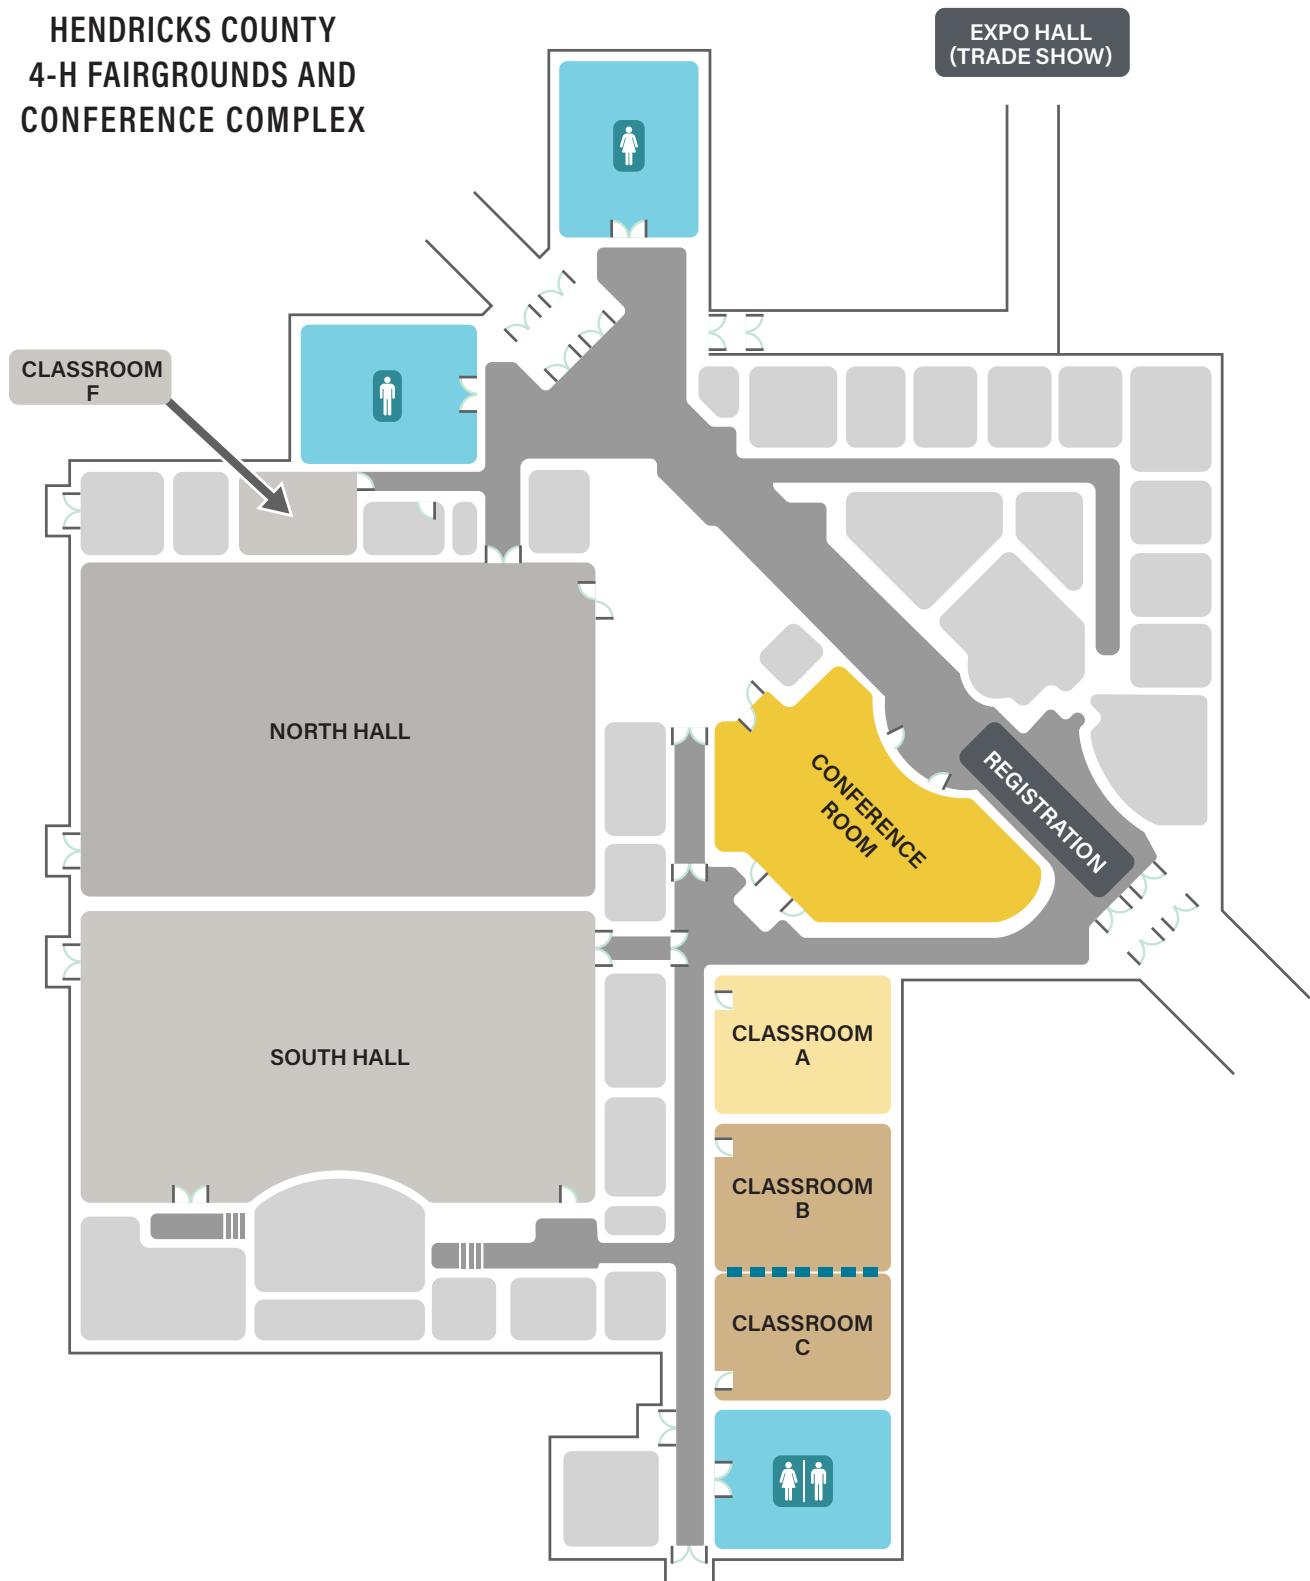 HENDRICKS COUNTY
4-H FAIRGROUNDS AND
CONFERENCE COMPLEX
EXPO HALL
(TRADE SHOW)
CLASSROOM
F
NORTH HALL
CONFERENCE
ROOM
REGISTRATION
SOUTH HALL
CLASSROOM
A
CLASSROOM
B
CLASSROOM
C